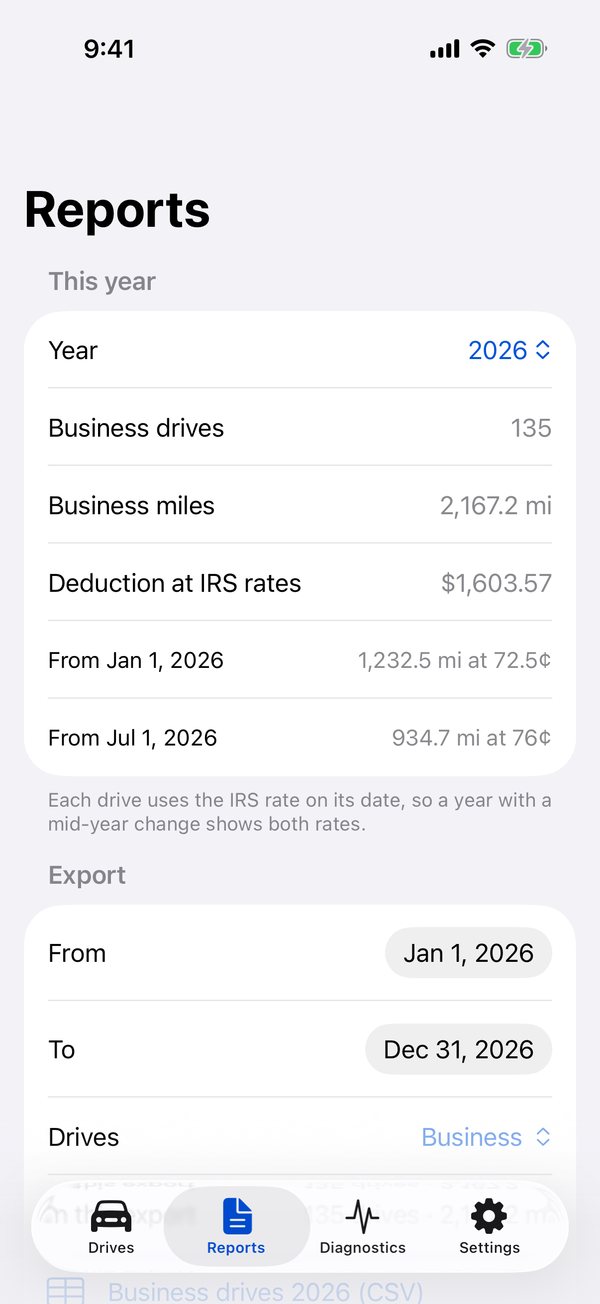 9:41
Reports
This year
Year 2026
Business drives 135
Business miles 2,167.2 mi
Deduction at IRS rates $1,603.57
From Jan 1, 2026 1,232.5 mi at 72.5¢
From Jul 1, 2026 934.7 mi at 76¢
Each drive uses the IRS rate on its date, so a year with a
mid-year change shows both rates.
Export
From Jan 1, 2026
To Dec 31, 2026
Drives Business
Drives Reports Diagnostics Settings
Business drives 2026 (CSV)